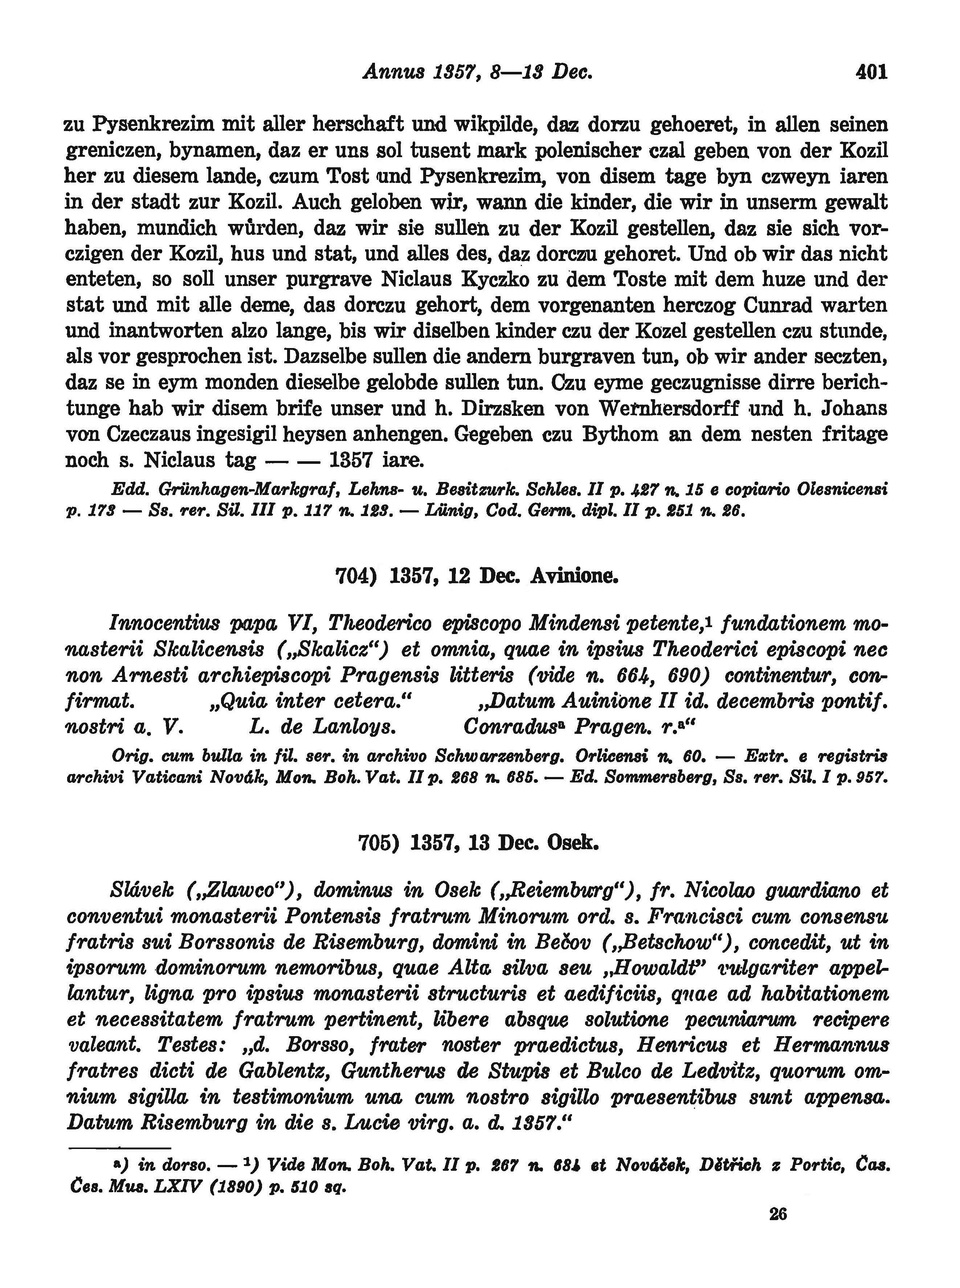 Annus 1357, 8—13 Dec. 401
zu Pysenkrezim mit aller herschaft und wikpilde, daz dorzu gehoeret, in allen seinen
greniczen, bynamen, daz er uns sol tusent mark polenischer czal geben von der Kozil
her zu diesem lande, czum Tost und Pysenkrezim, von disem tage byn czweyn iaren
in der stadt zur Kozil. Auch geloben wir, wann die kinder, die wir in unserm gewalt
haben, mundich wůrden, daz wir sie sullen zu der Kozil gestellen, daz sie sich vor-
czigen der Kozil, hus und stat, und alles des, daz dorczu gehoret. Und ob wir das nicht
enteten, so soll unser purgrave Niclaus Kyczko zu dem Toste mit dem huze und der
stat und mit alle deme, das dorczu gehort, dem vorgenanten herczog Cunrad warten
und inantworten alzo lange, bis wir diselben kinder czu der Kozel gestellen czu stunde,
als vor gesprochen ist. Dazselbe sullen die andern burgraven tun, ob wir ander seczten,
daz se in eym monden dieselbe gelobde sullen tun. Czu eyme geczugnisse dirre berich-
tunge hab wir disem brife unser und h. Dirzsken von Wernhersdorff und h. Johans
von Czeczaus ingesigil heysen anhengen. Gegeben czu Bythom an dem nesten fritage
noch s. Niclaus tag — — 1357 iare.
Edd. Grünhagen-Markgraf, Lehns- u. Besitzurk. Schles. II p. 427 n. 15 e copiario Olesnicensi
p. 173 — Ss. rer. Sil. III p. 117 n. 123. — Lünig, Cod. Germ. dipl. II p. 251 n. 26.
704) 1357, 12 Dec. Avinione.
Innocentius papa VI, Theoderico episcopo Mindensi petente,¹ fundationem mo-
nasterii Skalicensis („Skalicz“) et omnia, quae in ipsius Theoderici episcopi nec
non Arnesti archiepiscopi Pragensis litteris (vide n. 664, 690) continentur, con-
firmat. „Quia inter cetera.“ „Datum Auinione II id. decembris pontif.
nostri a. V. L. de Lanloys. Conradusᵃ Pragen. r.ᵃ“
Orig. cum bulla in fil. ser. in archivo Schwarzenberg. Orlicensi n. 60. — Extr. e registris
archivi Vaticani Novák, Mon. Boh. Vat. II p. 268 n. 685. — Ed. Sommersberg, Ss. rer. Sil. I p. 957.
705) 1357, 13 Dec. Osek.
Slávek („Zlawco“), dominus in Osek („Reiemburg“), fr. Nicolao guardiano et
conventui monasterii Pontensis fratrum Minorum ord. s. Francisci cum consensu
fratris sui Borssonis de Risemburg, domini in Bečov („Betschow“), concedit, ut in
ipsorum dominorum nemoribus, quae Alta silva seu „Howaldt“ vulgariter appel-
lantur, ligna pro ipsius monasterii structuris et aedificiis, quae ad habitationem
et necessitatem fratrum pertinent, libere absque solutione pecuniarum recipere
valeant. Testes: „d. Borsso, frater noster praedictus, Henricus et Hermannus
fratres dicti de Gablentz, Guntherus de Stupis et Bulco de Ledvitz, quorum om-
nium sigilla in testimonium una cum nostro sigillo praesentibus sunt appensa.
Datum Risemburg in die s. Lucie virg. a. d. 1357.“
ᵃ) in dorso. — ¹) Vide Mon. Boh. Vat. II p. 267 n. 684 et Nováček, Dětřich z Portic, Čas.
Čes. Mus. LXIV (1890) p. 510 sq.
26